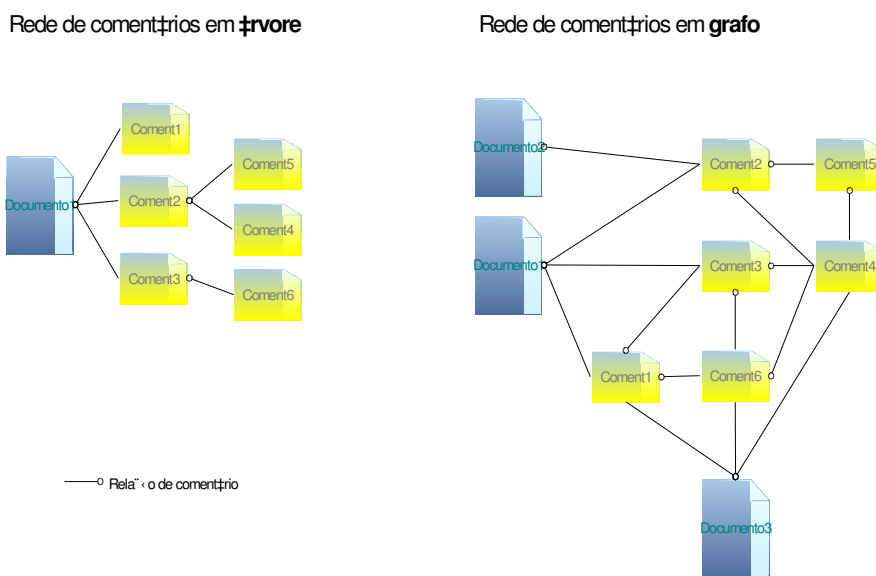 Rede de coment‡rios em ‡rvore
Coment1
Coment5
Documento1
Coment2
Coment4
Coment3
Coment6
Rela¨‹o de coment‡rio
Rede de coment‡rios em grafo
Documento2
Coment2
Coment5
Documento1
Coment3
Coment4
Coment1
Coment6
Documento3